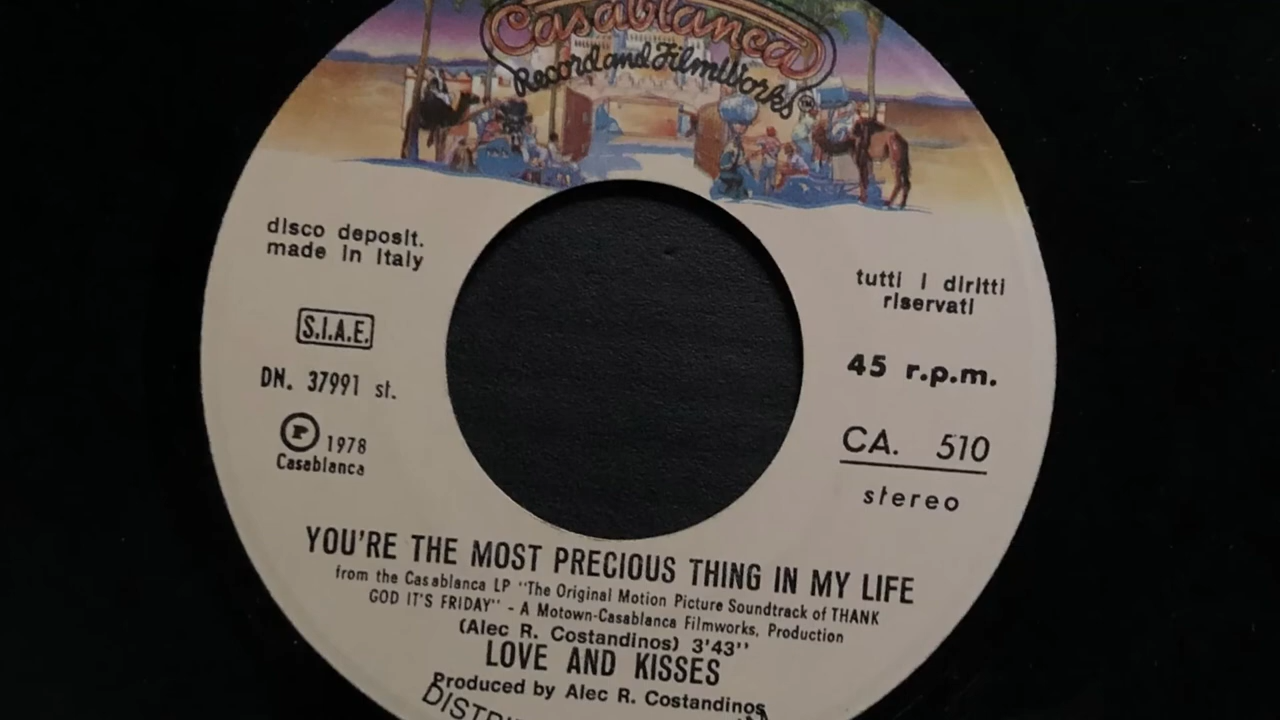 Casablanca
Record and FilmWorks
TM
disco deposit.
made in Italy
S.I.A.E.
DN. 37991 st.
℗ 1978
Casablanca
tutti i diritti
riservati
45 r.p.m.
CA. 510
stereo
YOU'RE THE MOST PRECIOUS THING IN MY LIFE
from the Casablanca LP "The Original Motion Picture Soundtrack of THANK
GOD IT'S FRIDAY" - A Motown-Casablanca Filmworks, Production
(Alec R. Costandinos) 3'43''
LOVE AND KISSES
Produced by Alec R. Costandinos